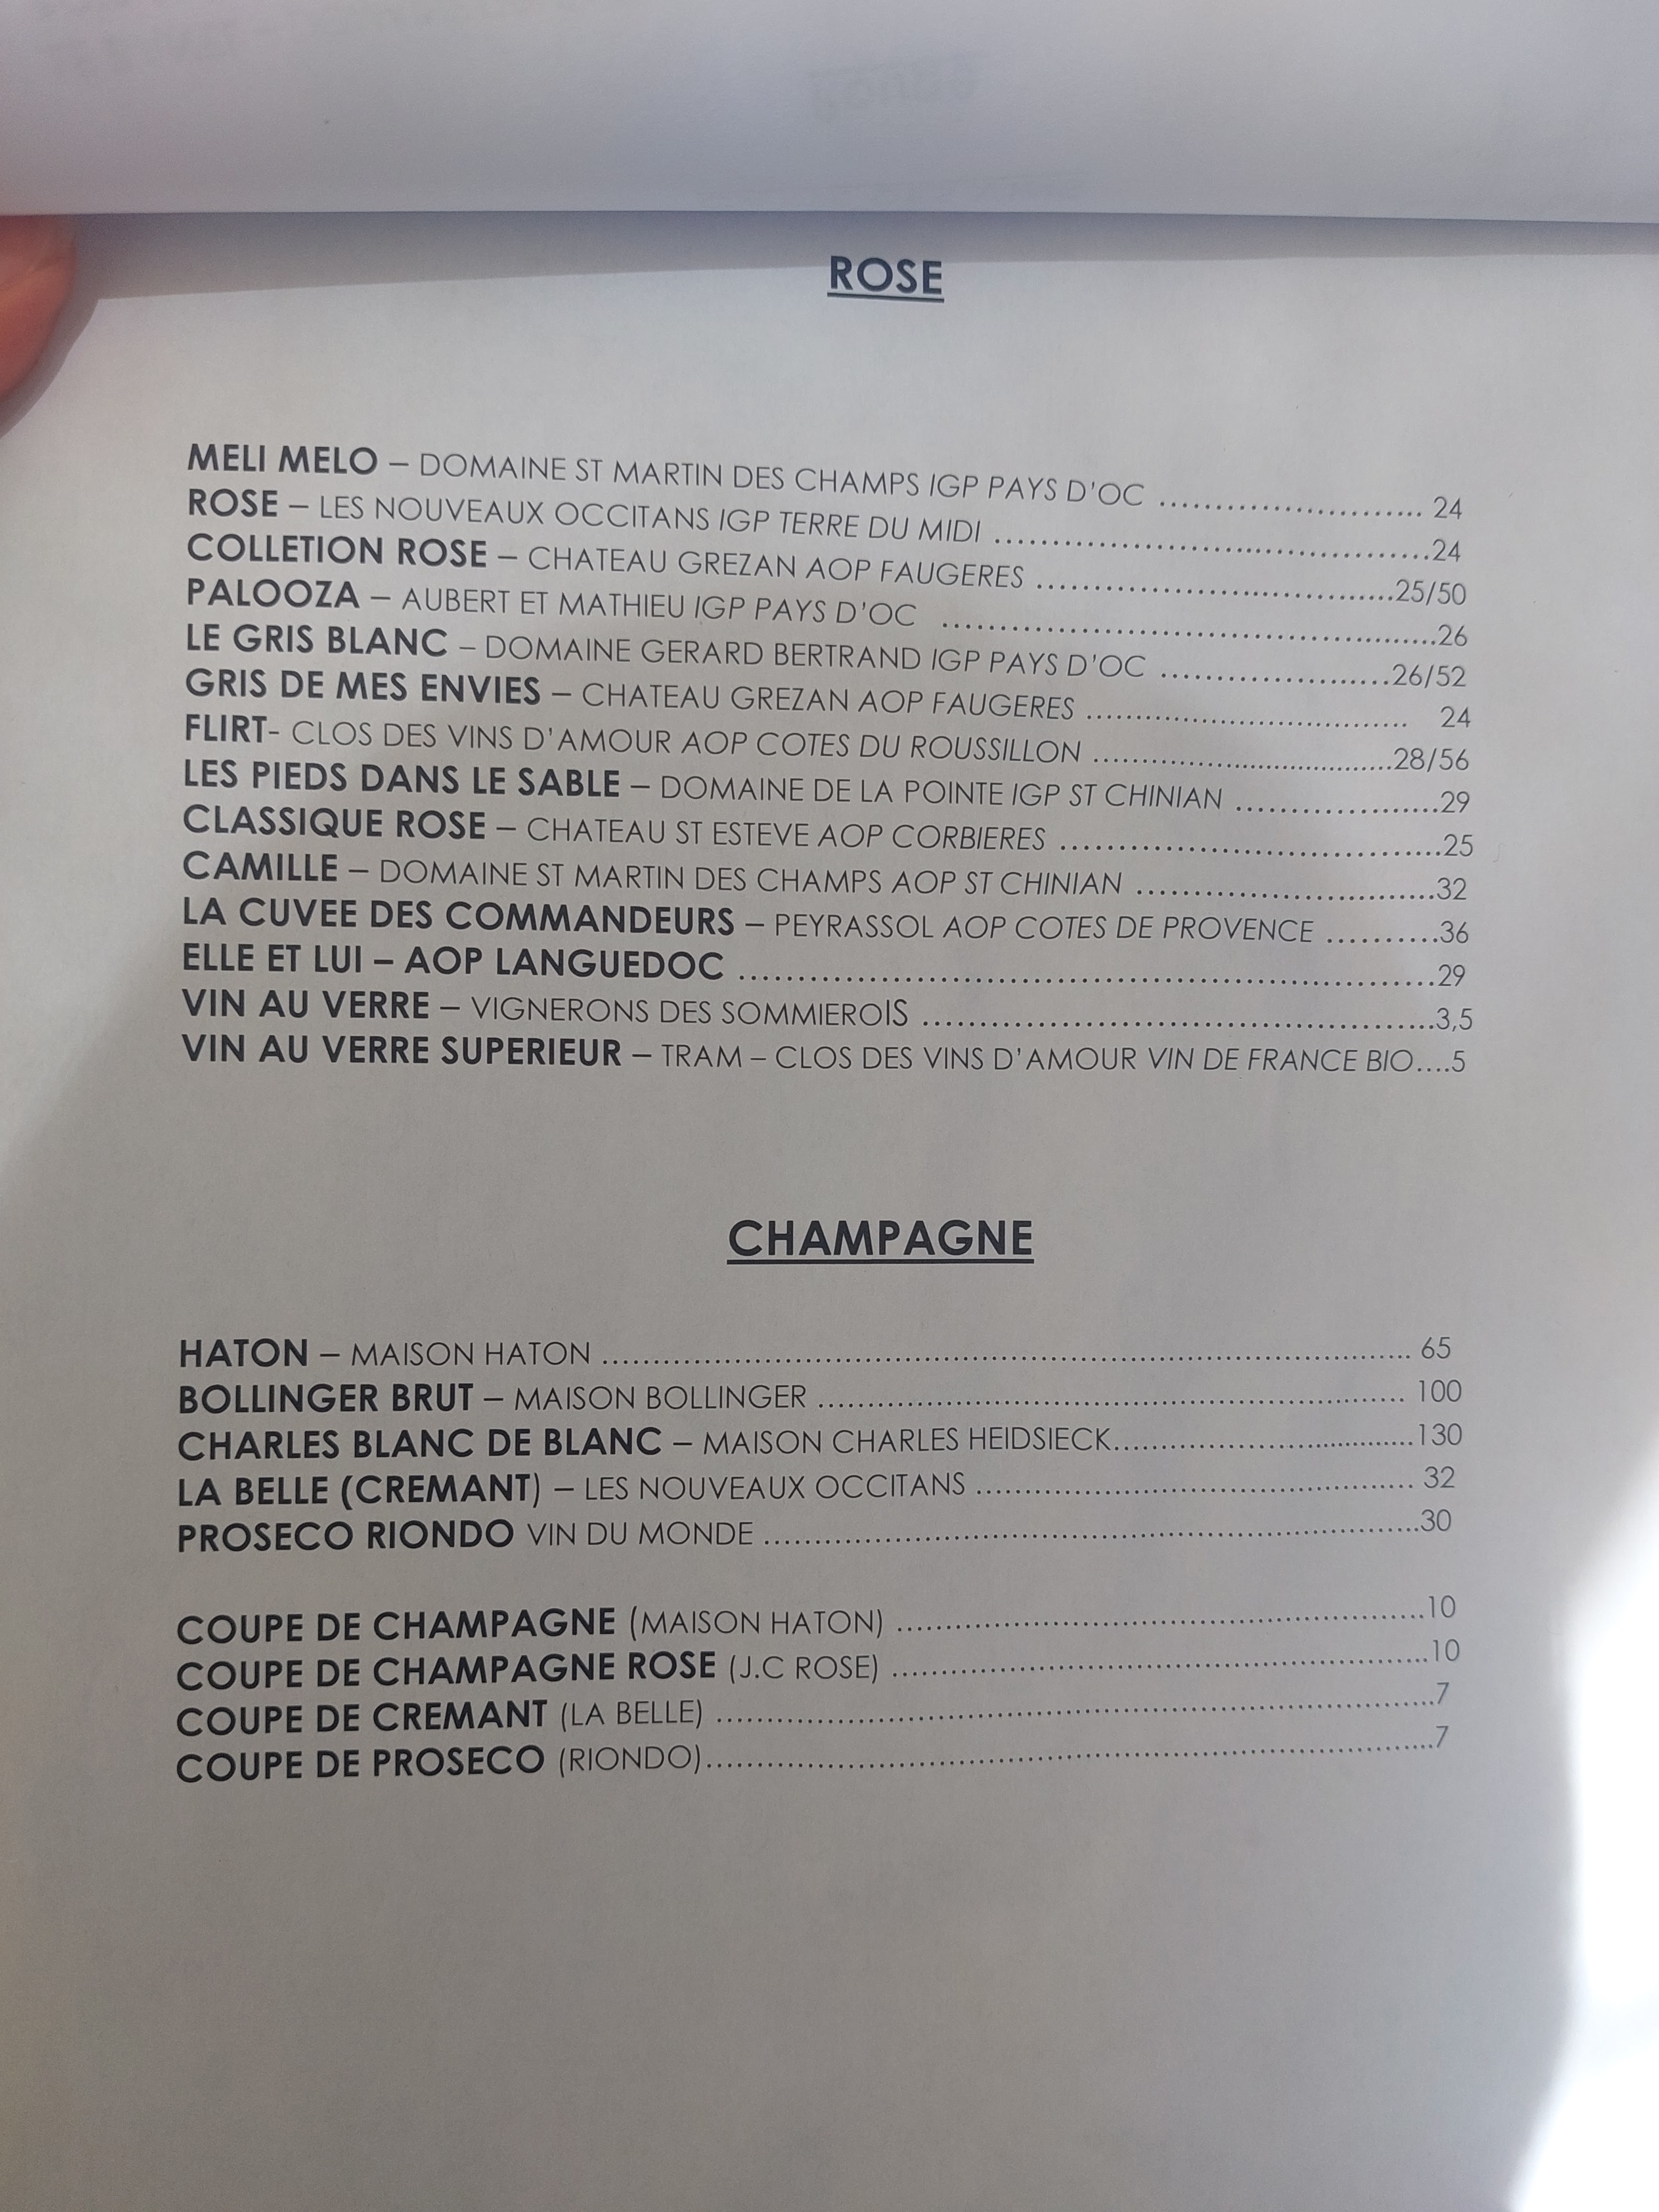 ROSE
MELI MELO – DOMAINE ST MARTIN DES CHAMPS IGP PAYS D'OC ........................... 24
ROSE – LES NOUVEAUX OCCITANS IGP TERRE DU MIDI ...........................................24
COLLETION ROSE – CHATEAU GREZAN AOP FAUGERES ....................................25/50
PALOOZA – AUBERT ET MATHIEU IGP PAYS D'OC .................................................26
LE GRIS BLANC – DOMAINE GERARD BERTRAND IGP PAYS D'OC .......................26/52
GRIS DE MES ENVIES – CHATEAU GREZAN AOP FAUGERES ................................. 24
FLIRT- CLOS DES VINS D'AMOUR AOP COTES DU ROUSSILLON ..............................28/56
LES PIEDS DANS LE SABLE – DOMAINE DE LA POINTE IGP ST CHINIAN ....................29
CLASSIQUE ROSE – CHATEAU ST ESTEVE AOP CORBIERES ......................................25
CAMILLE – DOMAINE ST MARTIN DES CHAMPS AOP ST CHINIAN ..............................32
LA CUVEE DES COMMANDEURS – PEYRASSOL AOP COTES DE PROVENCE ..........36
ELLE ET LUI – AOP LANGUEDOC .....................................................................29
VIN AU VERRE – VIGNERONS DES SOMMIEROIS ...................................................3,5
VIN AU VERRE SUPERIEUR – TRAM – CLOS DES VINS D'AMOUR VIN DE FRANCE BIO....5
CHAMPAGNE
HATON – MAISON HATON ................................................................................ 65
BOLLINGER BRUT – MAISON BOLLINGER .......................................................... 100
CHARLES BLANC DE BLANC – MAISON CHARLES HEIDSIECK..............................130
LA BELLE (CREMANT) – LES NOUVEAUX OCCITANS ........................................... 32
PROSECO RIONDO VIN DU MONDE .................................................................30
COUPE DE CHAMPAGNE (MAISON HATON) .....................................................10
COUPE DE CHAMPAGNE ROSE (J.C ROSE) ......................................................10
COUPE DE CREMANT (LA BELLE) .......................................................................7
COUPE DE PROSECO (RIONDO)........................................................................7